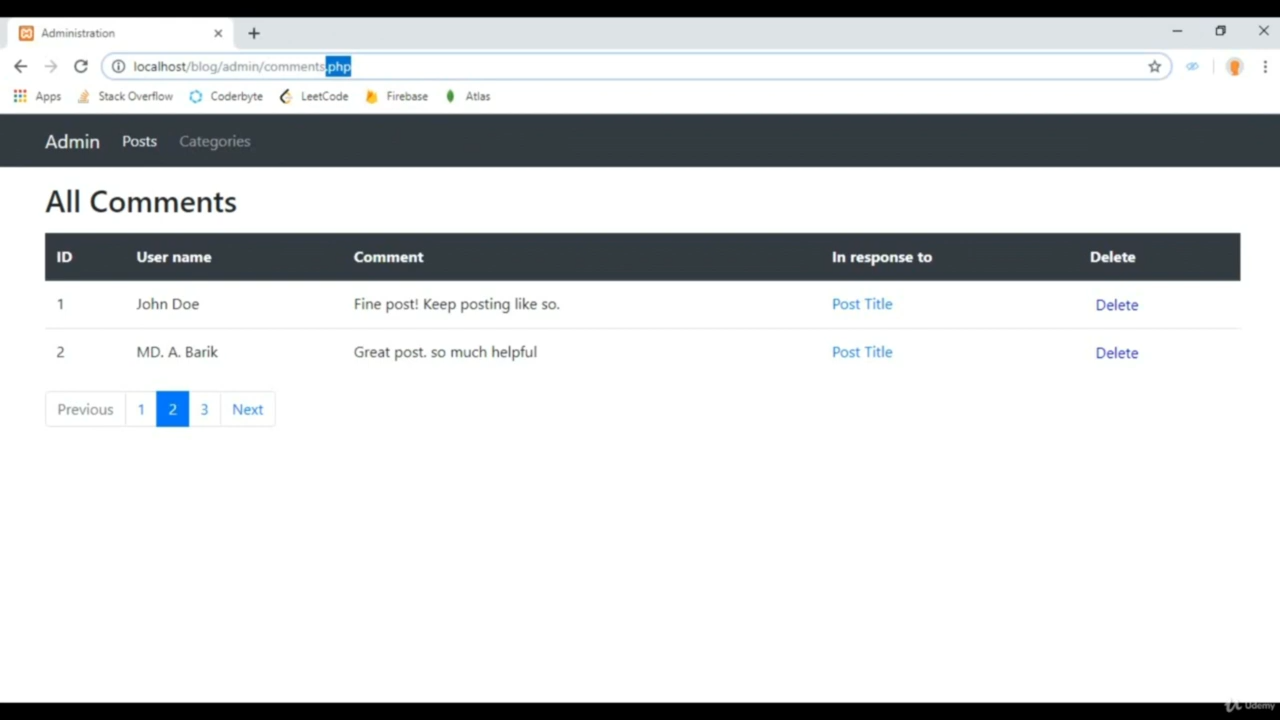 Administration
localhost/blog/admin/comments.php
Apps Stack Overflow Coderbyte LeetCode Firebase Atlas
Admin Posts Categories
All Comments
ID User name Comment In response to Delete
1 John Doe Fine post! Keep posting like so. Post Title Delete
2 MD. A. Barik Great post. so much helpful Post Title Delete
Previous 1 2 3 Next
Udemy